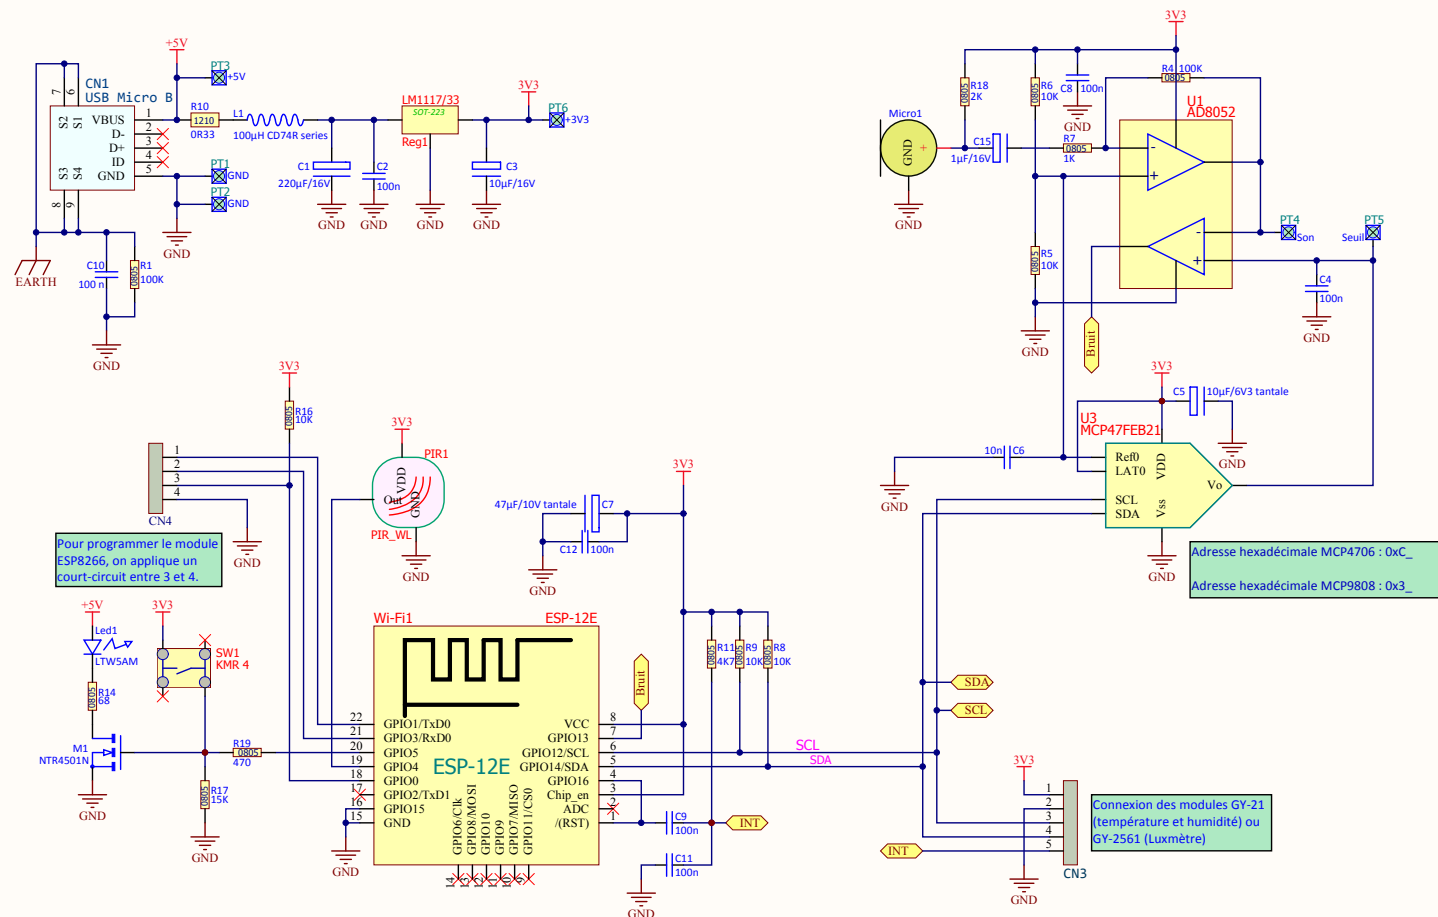 +5V
PT3
+5V
CN1
USB Micro B
7
6
S2
S1
VBUS
D-
D+
ID
GND
S3
S4
1
2
3
4
5
8
9
R10
1210
0R33
L1
100µH CD74R series
LM1117/33
SOT-223
Reg1
3V3
PT6
+3V3
C1
220µF/16V
C2
100n
C3
10µF/16V
GND
GND
GND
GND
PT1
GND
PT2
GND
GND
EARTH
C10
100 n
0805
R1
100K
GND
3V3
0805
R18
2K
0805
R6
10K
C8
100n
GND
R4
100K
0805
U1
AD8052
Micro1
GND
+
GND
C15
1µF/16V
R7
0805
1K
-
+
-
+
0805
R5
10K
GND
PT4
Son
PT5
Seuil
C4
100n
GND
Bruit
3V3
C5
10µF/6V3 tantale
GND
U3
MCP47FEB21
Ref0
LAT0
VDD
SCL
SDA
Vss
Vo
10n
C6
GND
GND
Adresse hexadécimale MCP4706 : 0xC_
Adresse hexadécimale MCP9808 : 0x3_
3V3
0805
R16
10K
1
2
3
4
CN4
GND
Pour programmer le module
ESP8266, on applique un
court-circuit entre 3 et 4.
3V3
PIR1
VDD
Out
GND
PIR_WL
GND
3V3
47µF/10V tantale
C7
C12
100n
GND
+5V
Led1
LTW5AM
0805
R14
68
M1
NTR4501N
GND
3V3
SW1
KMR 4
R19
0805
470
0805
R17
15K
GND
Wi-Fi1
ESP-12E
ESP-12E
22
21
20
19
18
17
16
15
GPIO1/TxD0
GPIO3/RxD0
GPIO5
GPIO4
GPIO0
GPIO2/TxD1
GPIO15
GND
GPIO6/Clk
GPIO8/MOSI
GPIO10
GPIO9
GPIO7/MISO
GPIO11/CS0
14
13
12
11
10
9
VCC
GPIO13
GPIO12/SCL
GPIO14/SDA
GPIO16
Chip_en
ADC
/(RST)
8
7
6
5
4
3
2
1
GND
Bruit
0805
R11
4K7
0805
R9
10K
0805
R8
10K
SCL
SDA
C9
100n
INT
C11
100n
GND
SDA
SCL
3V3
1
2
3
4
5
INT
GND
CN3
Connexion des modules GY-21
(température et humidité) ou
GY-2561 (Luxmètre)